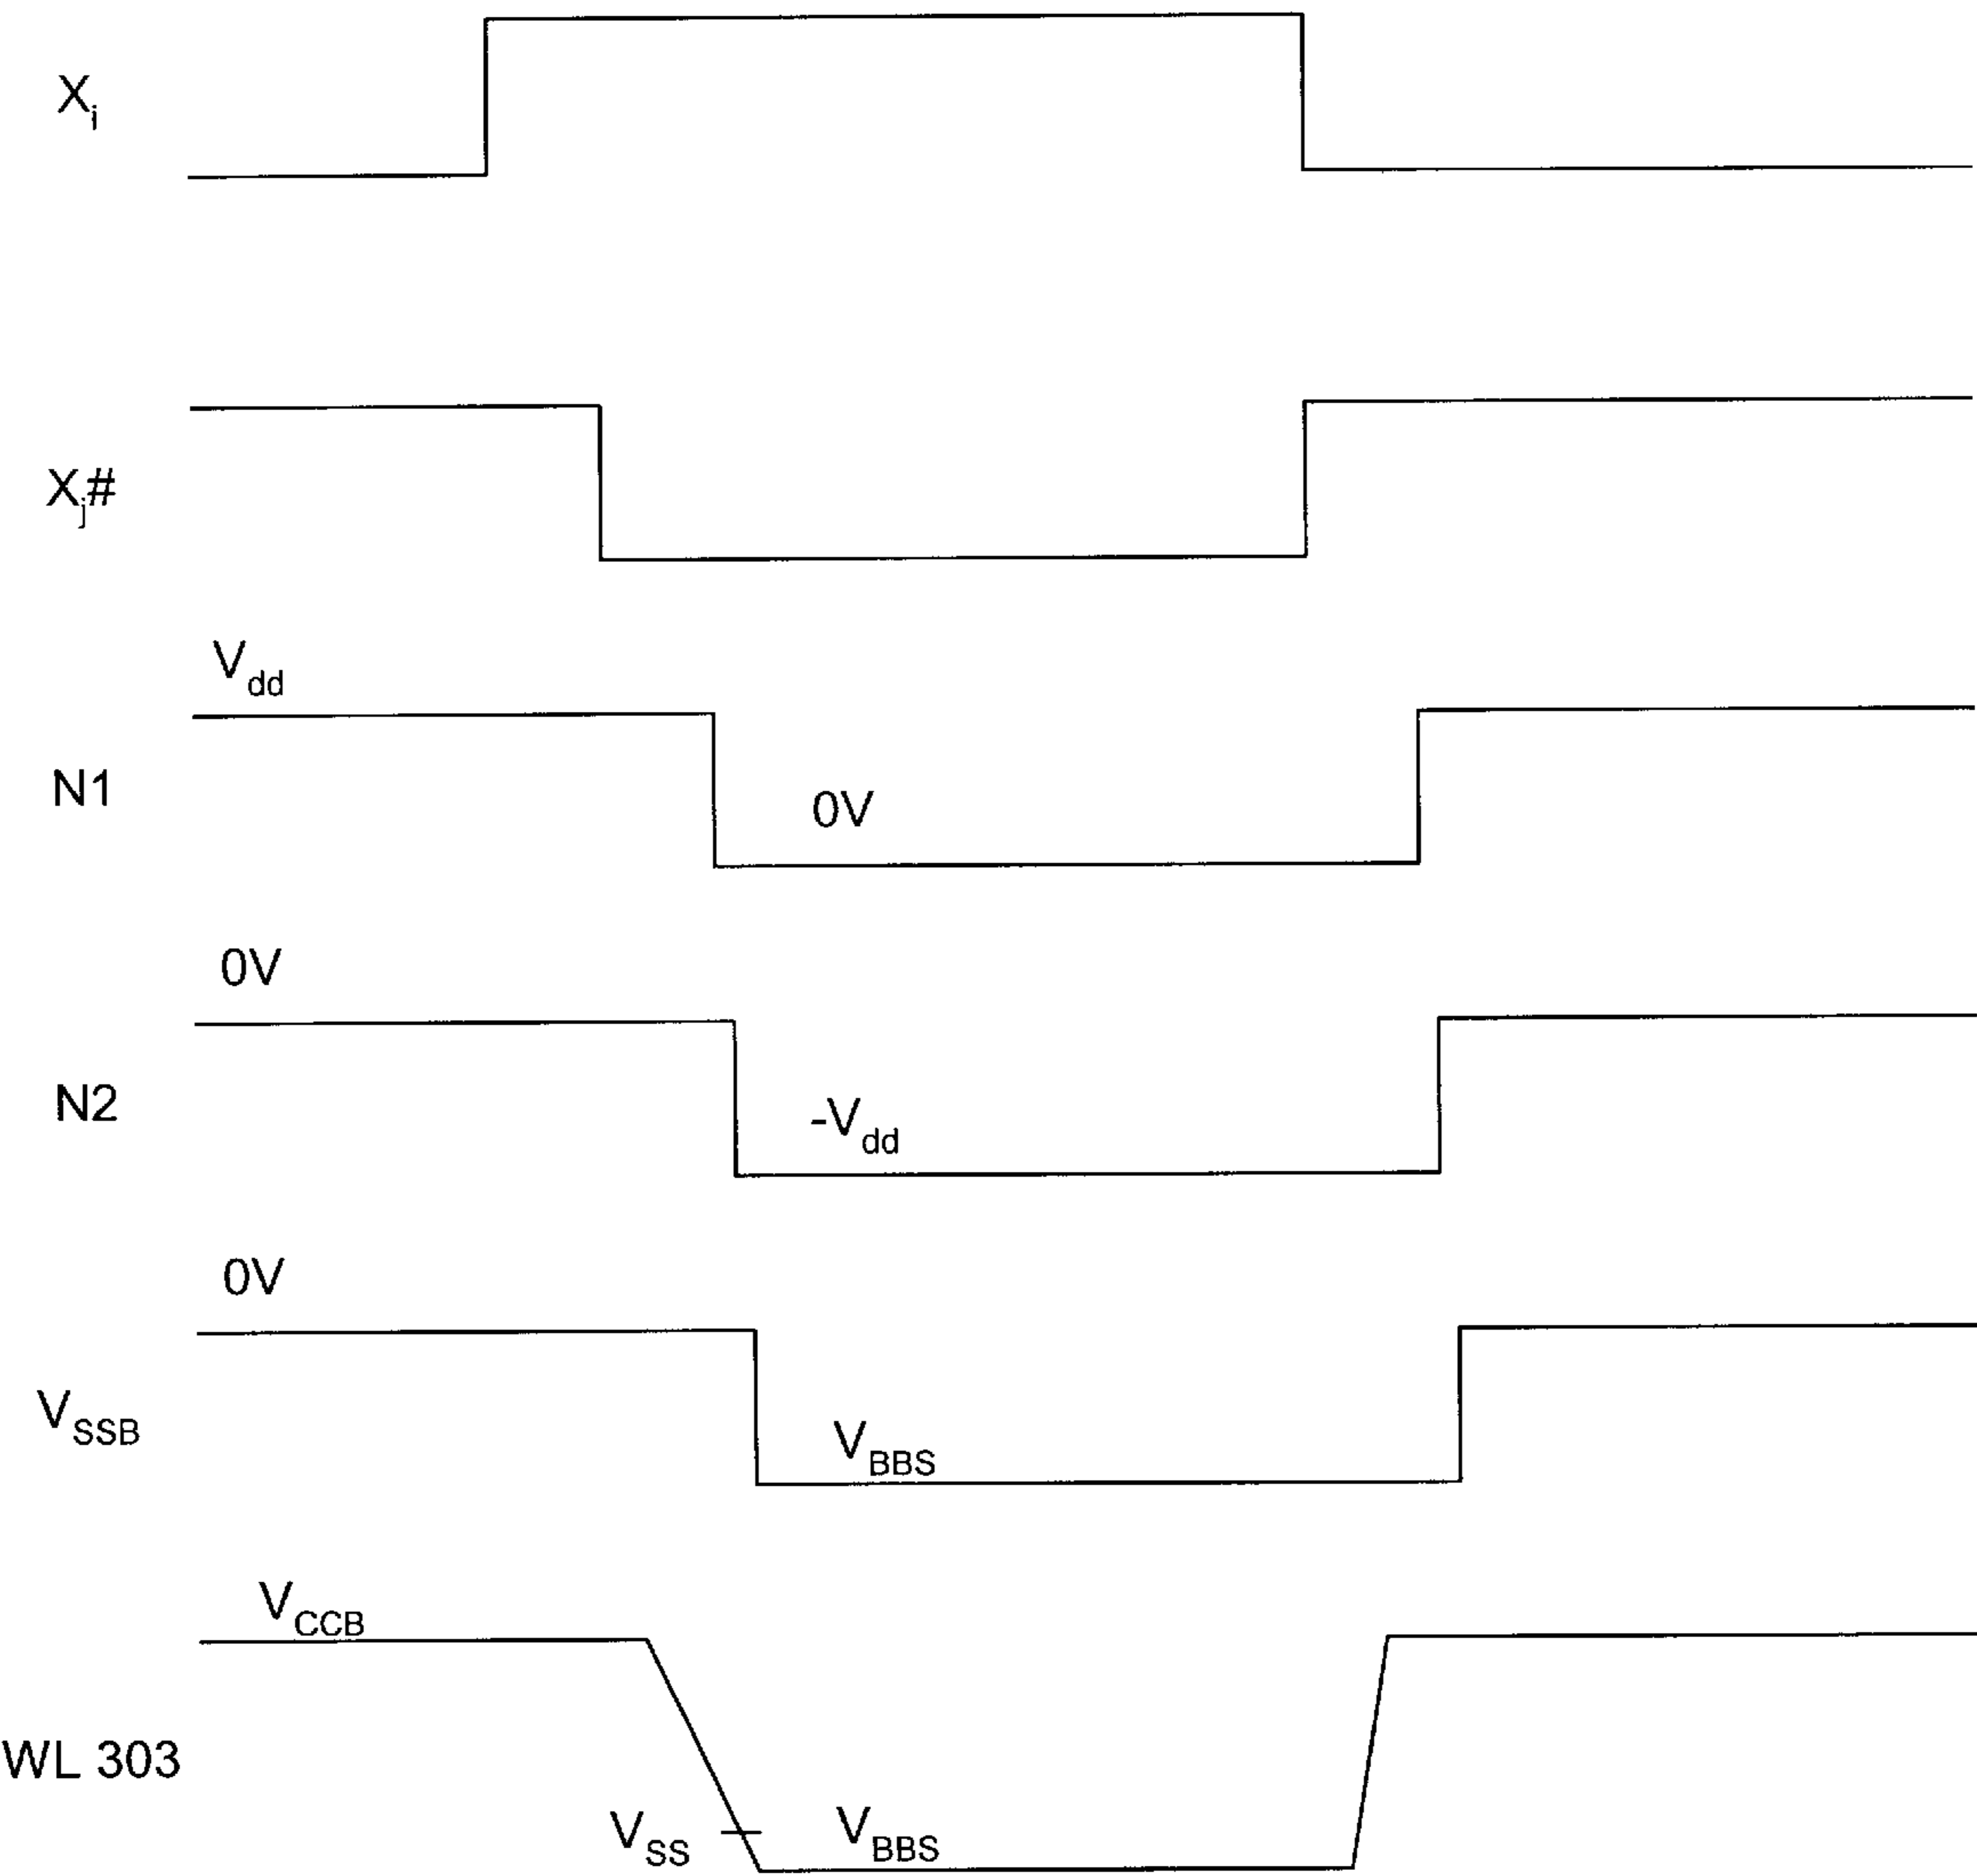 Xi
Xj#
Vdd
N1
0V
0V
N2
-Vdd
0V
VSSB
VBBS
VCCB
WL 303
VSS
VBBS